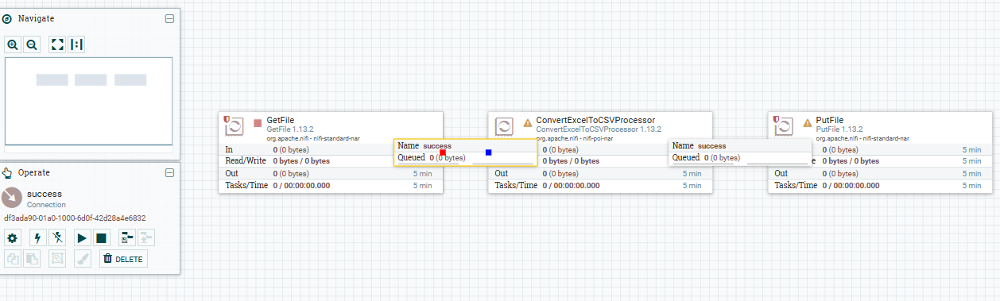 Navigate
Operate
success
Connection
df3ada90-01a0-1000-6d0f-42d28a4e6832
DELETE
GetFile
GetFile 1.13.2
org.apache.nifi - nifi-standard-nar
In 0 (0 bytes)
Read/Write 0 bytes / 0 bytes
Out 0 (0 bytes) 5 min
Tasks/Time 0 / 00:00:00.000 5 min
Name success
Queued 0 (0 bytes)
ConvertExcelToCSVProcessor
ConvertExcelToCSVProcessor 1.13.2
org.apache.nifi - nifi-poi-nar
0 (0 bytes)
0 bytes / 0 bytes
Out 0 (0 bytes) 5 min
Tasks/Time 0 / 00:00:00.000 5 min
Name success
Queued 0 (0 bytes)
PutFile
PutFile 1.13.2
org.apache.nifi - nifi-standard-nar
0 (0 bytes) 5 min
0 bytes / 0 bytes 5 min
Out 0 (0 bytes) 5 min
Tasks/Time 0 / 00:00:00.000 5 min